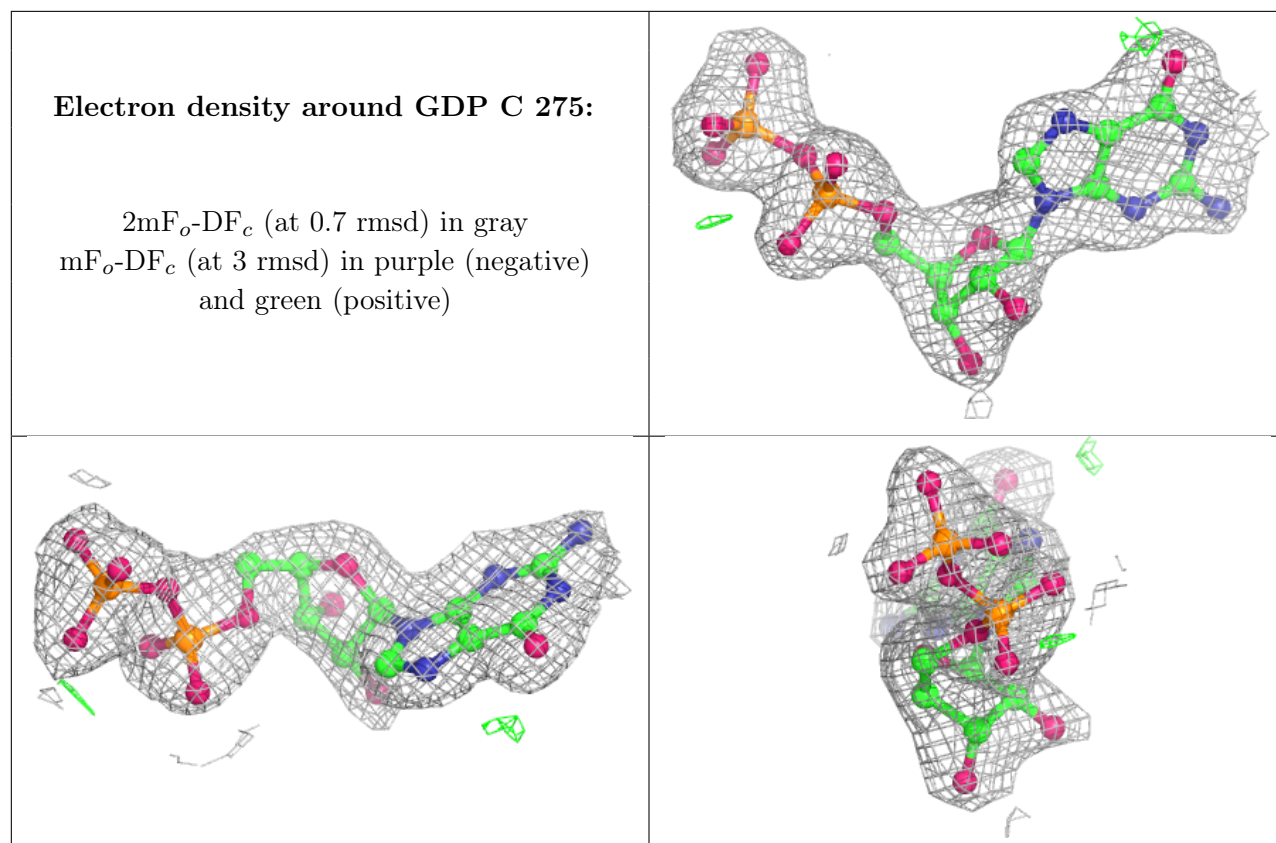 Electron density around GDP C 275:
2mFₒ-DF𝒸 (at 0.7 rmsd) in gray
mFₒ-DF𝒸 (at 3 rmsd) in purple (negative)
and green (positive)